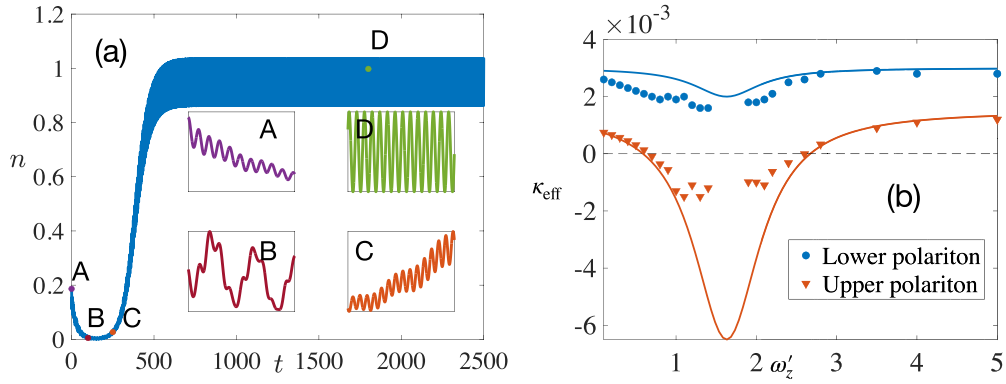 (a)
1.2
1
0.8
0.6
0.4
0.2
0
n
A
B
C
D
A
D
B
C
0
500
1000
t
1500
2000
2500
×10⁻³
4
2
0
-2
-4
-6
κeff
(b)
Lower polariton
Upper polariton
1
2
ω′z
3
4
5